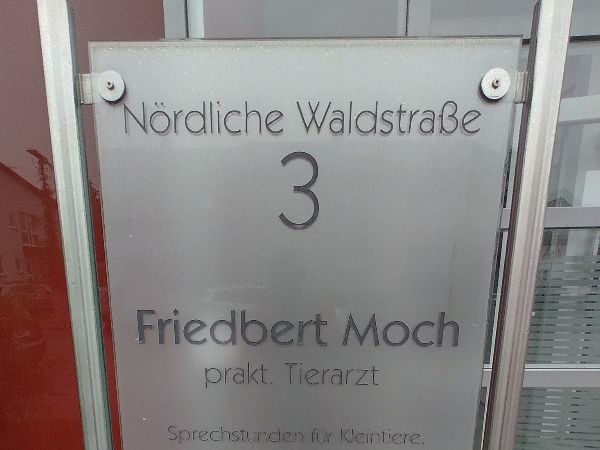 Nördliche Waldstraße
3
Friedbert Moch
prakt. Tierarzt
Sprechstunden für Kleintiere.